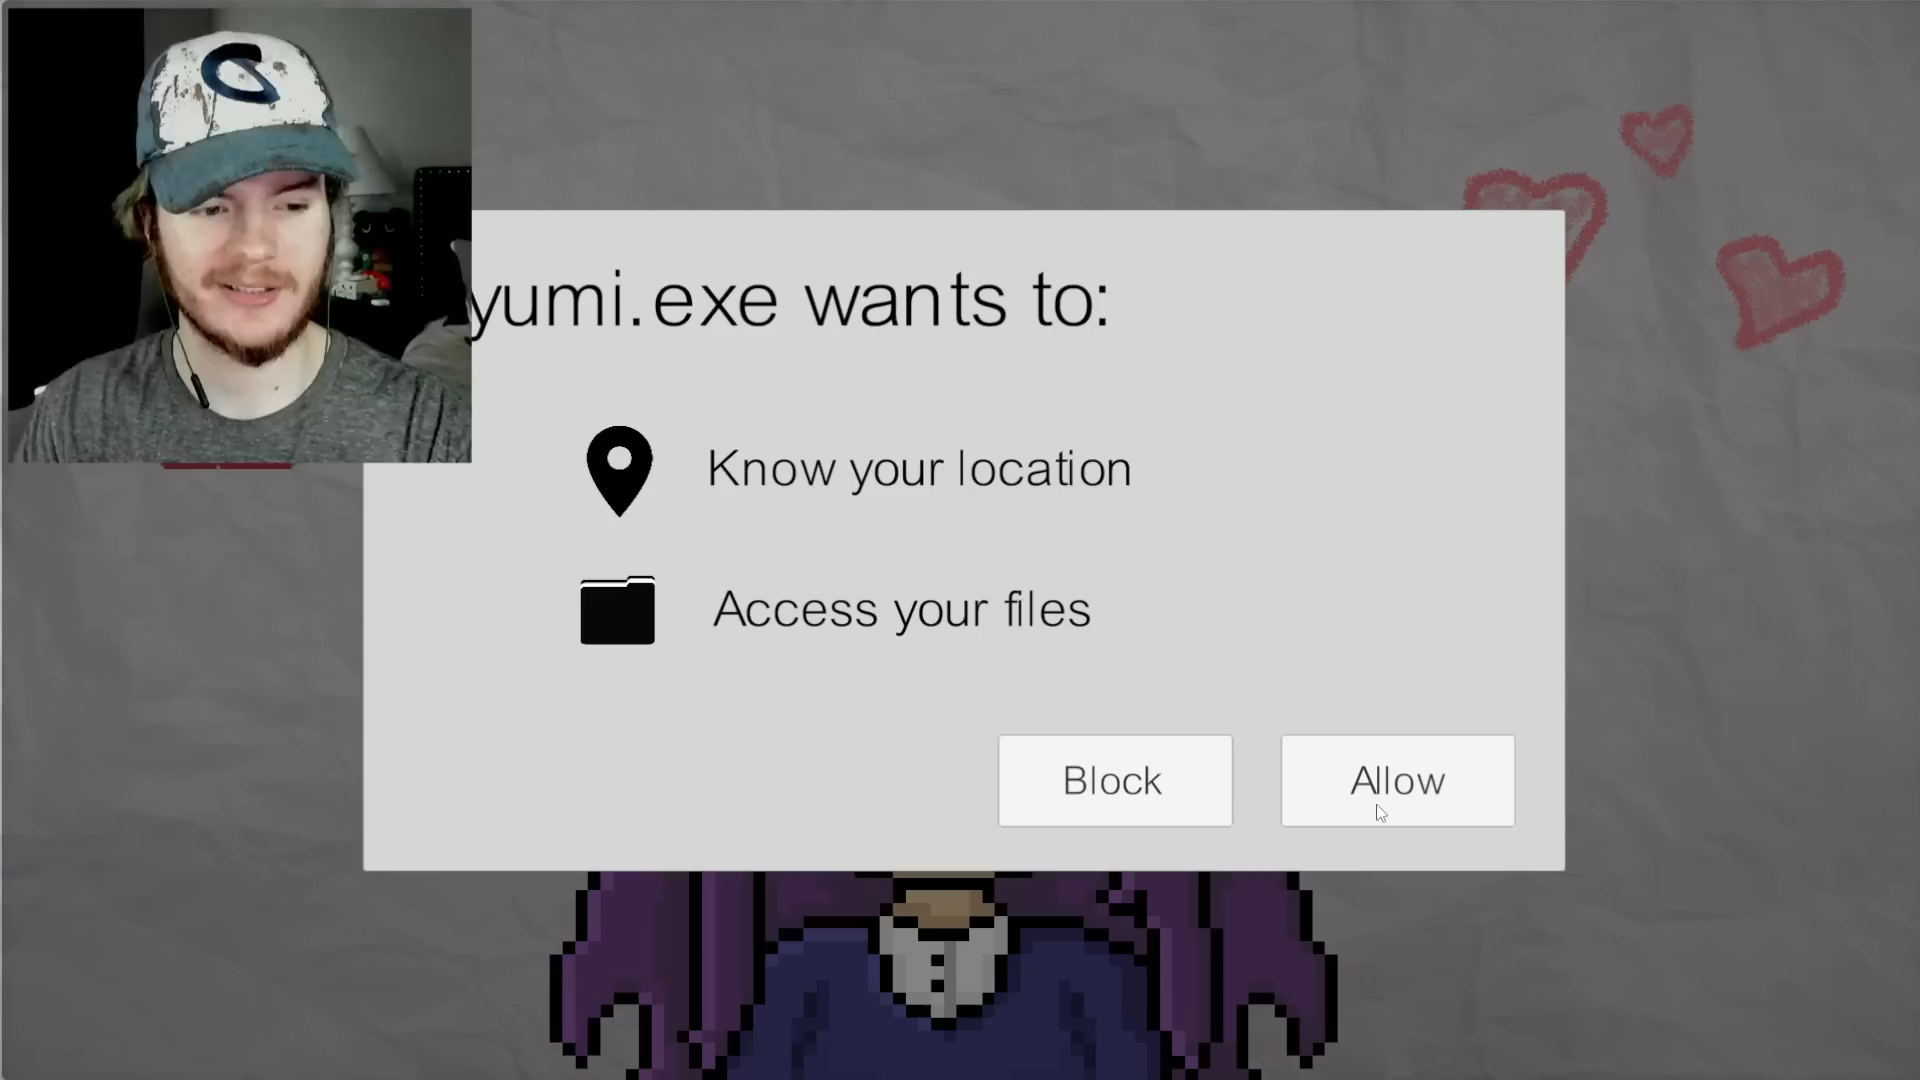 yumi.exe wants to:
Know your location
Access your files
Block
Allow